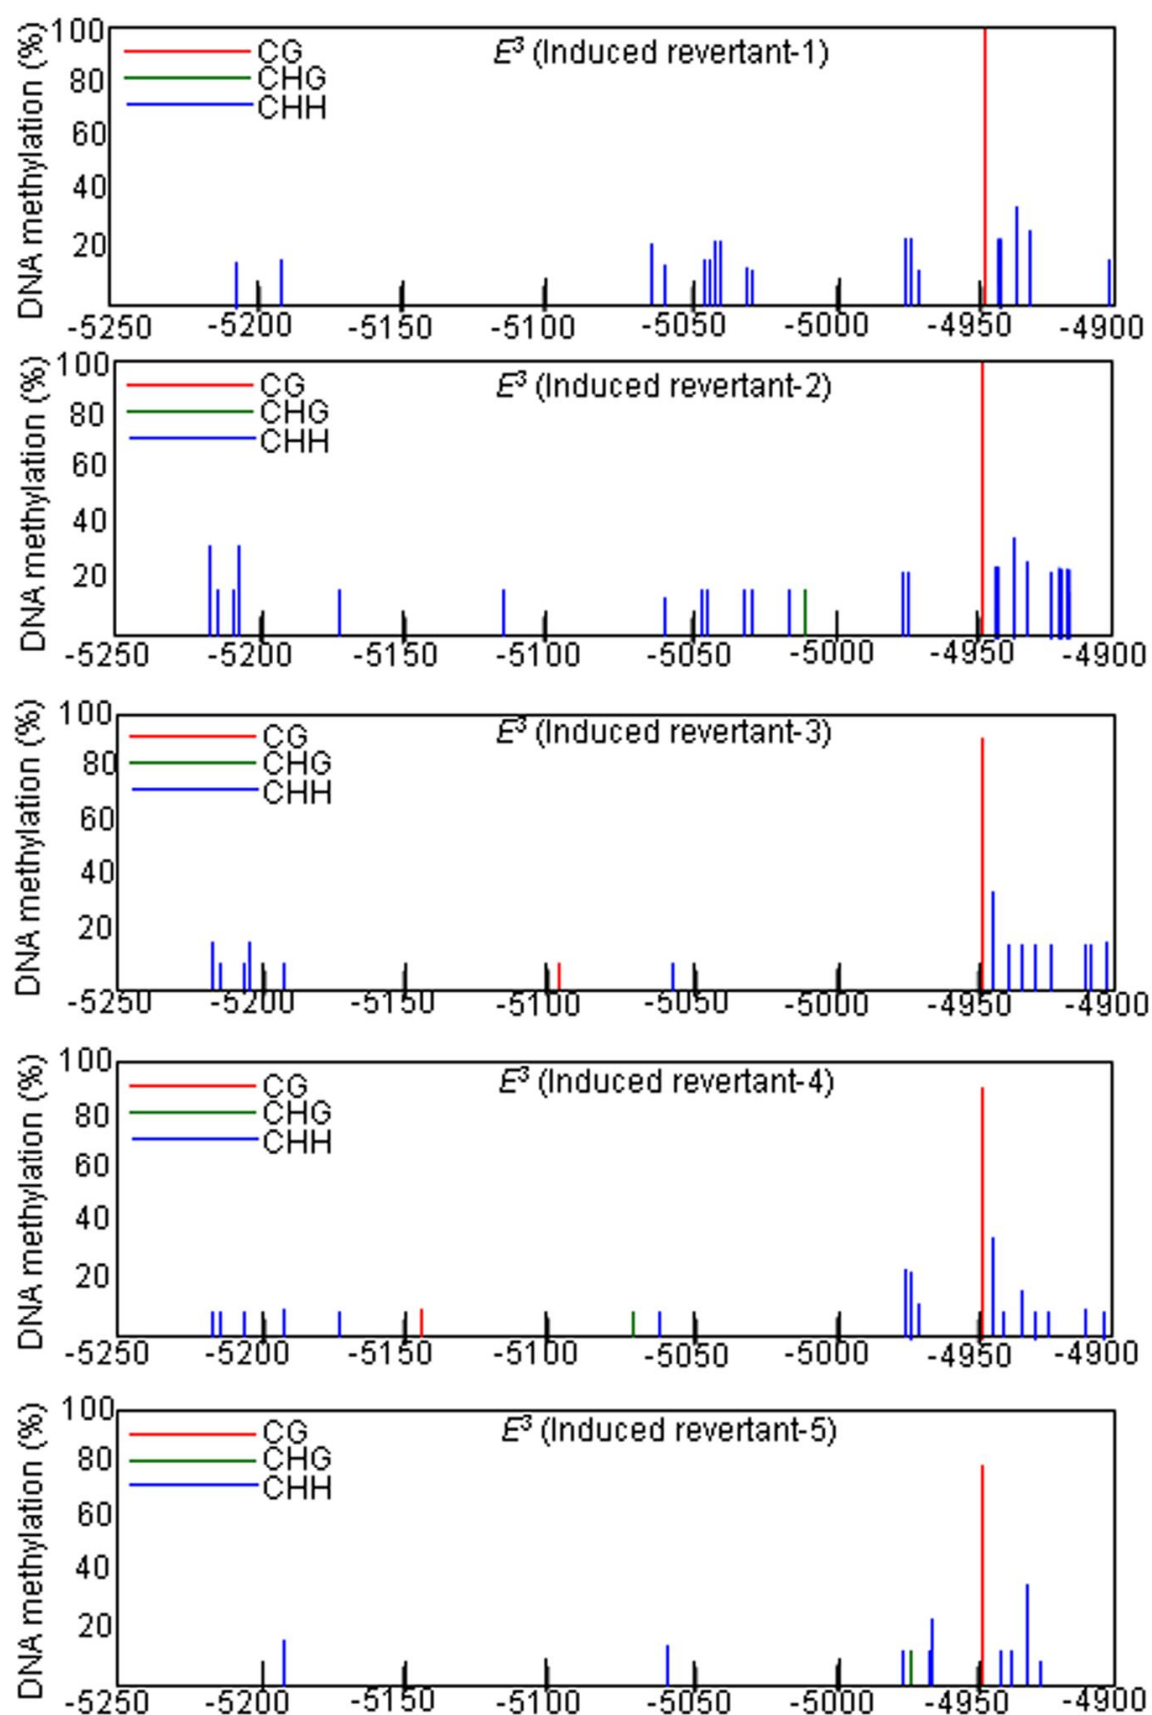 DNA methylation (%)
100
80
60
40
20
CG
CHG
CHH
E³ (Induced revertant-1)
-5250 -5200 -5150 -5100 -5050 -5000 -4950 -4900
DNA methylation (%)
100
80
60
40
20
CG
CHG
CHH
E³ (Induced revertant-2)
-5250 -5200 -5150 -5100 -5050 -5000 -4950 -4900
DNA methylation (%)
100
80
60
40
20
CG
CHG
CHH
E³ (Induced revertant-3)
-5250 -5200 -5150 -5100 -5050 -5000 -4950 -4900
DNA methylation (%)
100
80
60
40
20
CG
CHG
CHH
E³ (Induced revertant-4)
-5250 -5200 -5150 -5100 -5050 -5000 -4950 -4900
DNA methylation (%)
100
80
60
40
20
CG
CHG
CHH
E³ (Induced revertant-5)
-5250 -5200 -5150 -5100 -5050 -5000 -4950 -4900